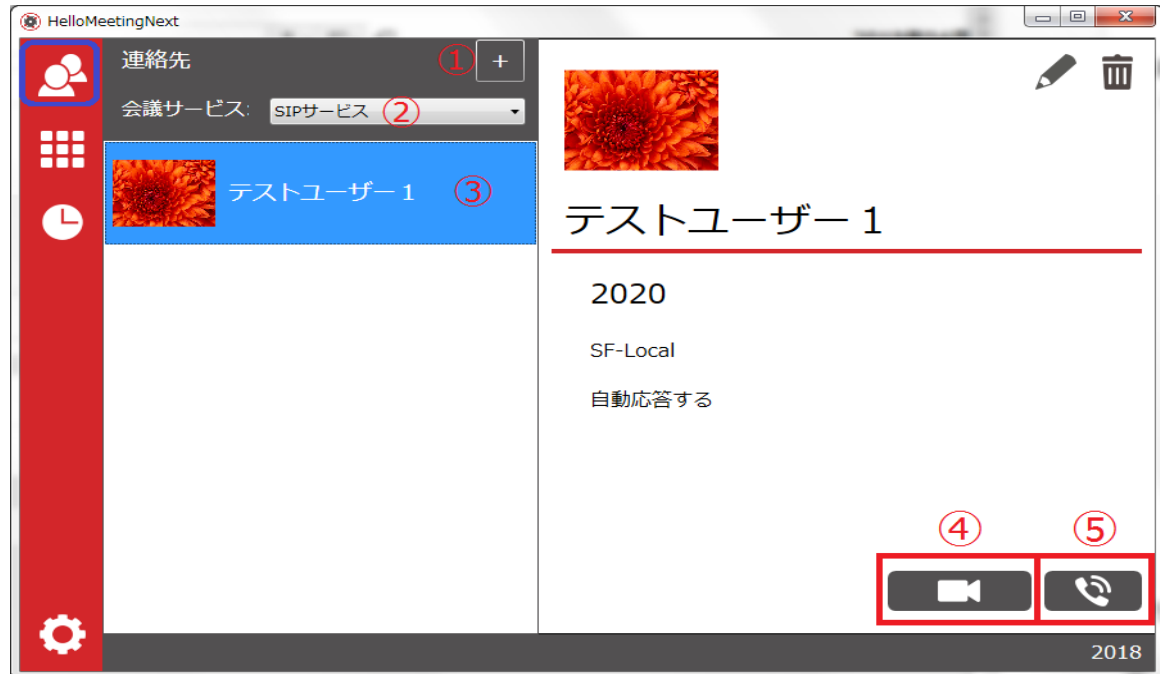 HelloMeetingNext
連絡先 ① +
会議サービス: SIPサービス ②
テストユーザー１ ③
テストユーザー１
2020
SF-Local
自動応答する
④ ⑤
2018